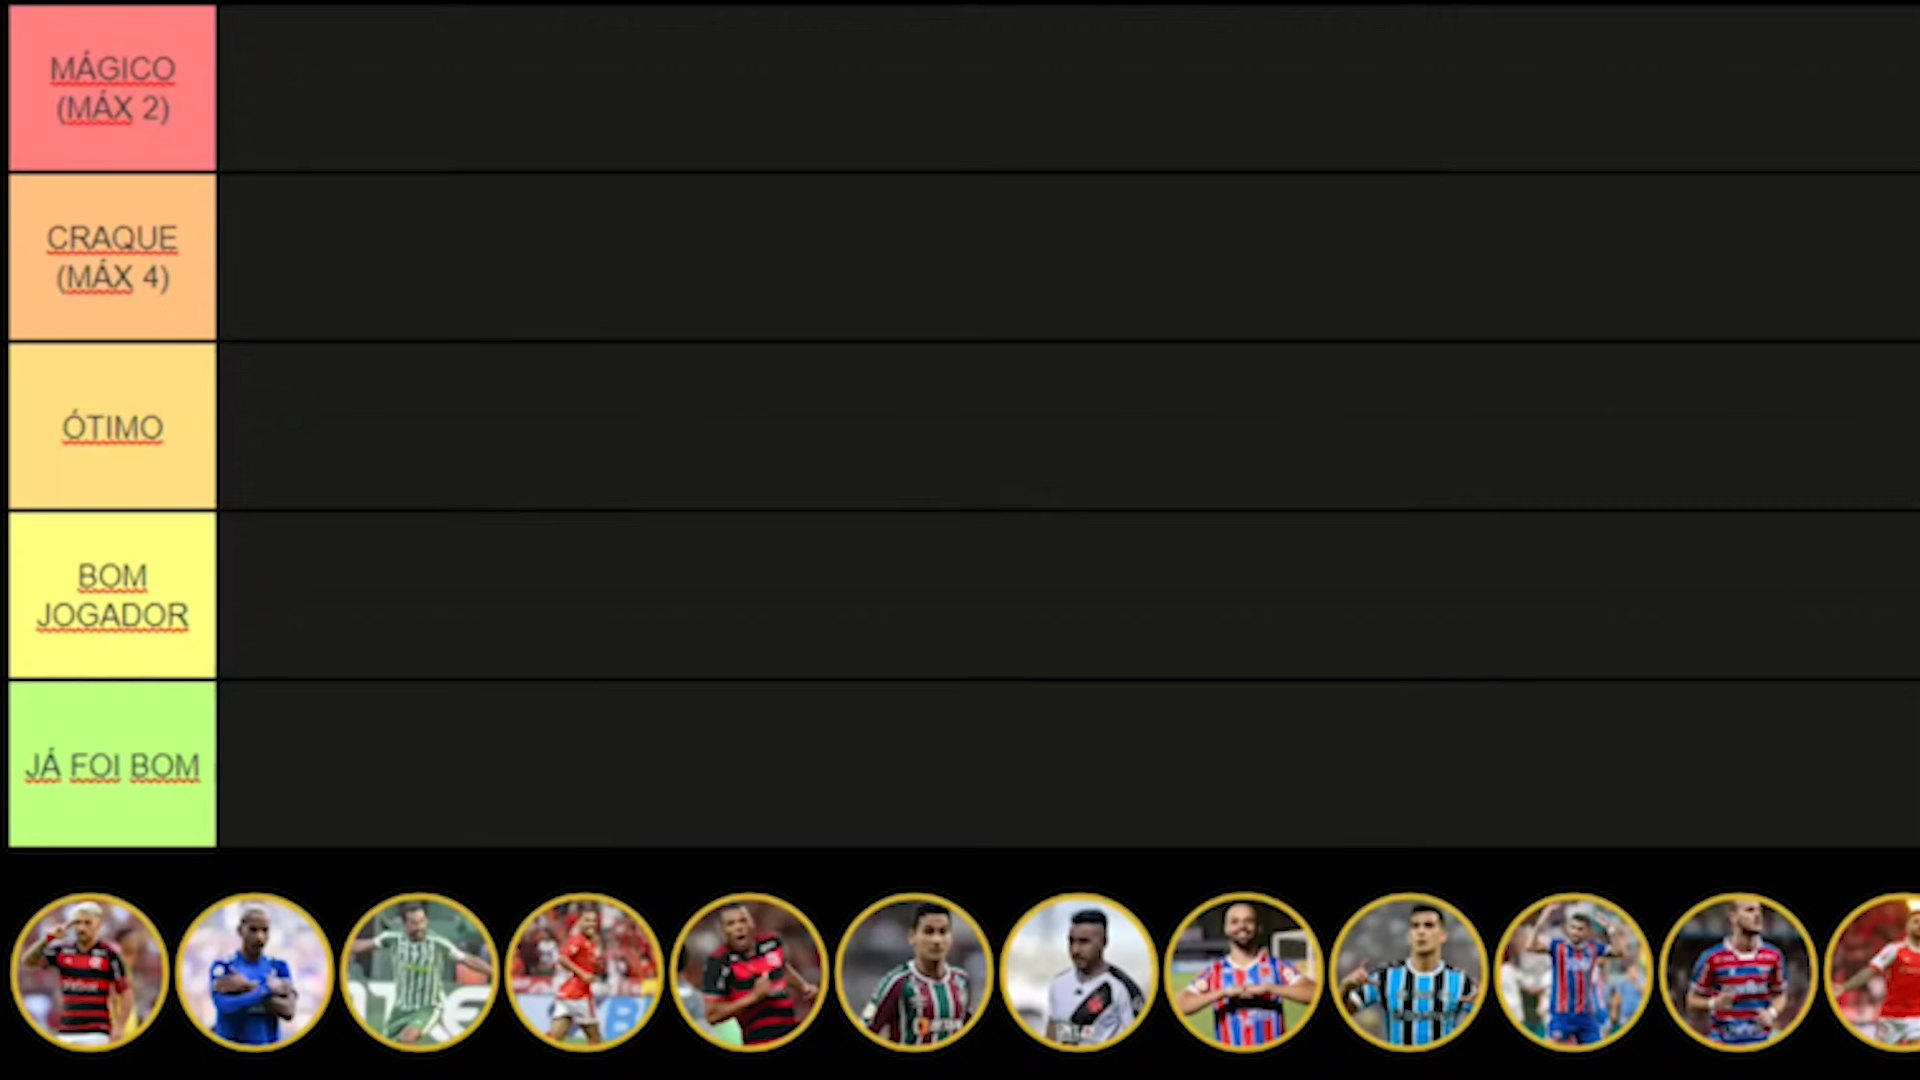 MÁGICO
(MÁX 2)
CRAQUE
(MÁX 4)
ÓTIMO
BOM
JOGADOR
JÁ FOI BOM